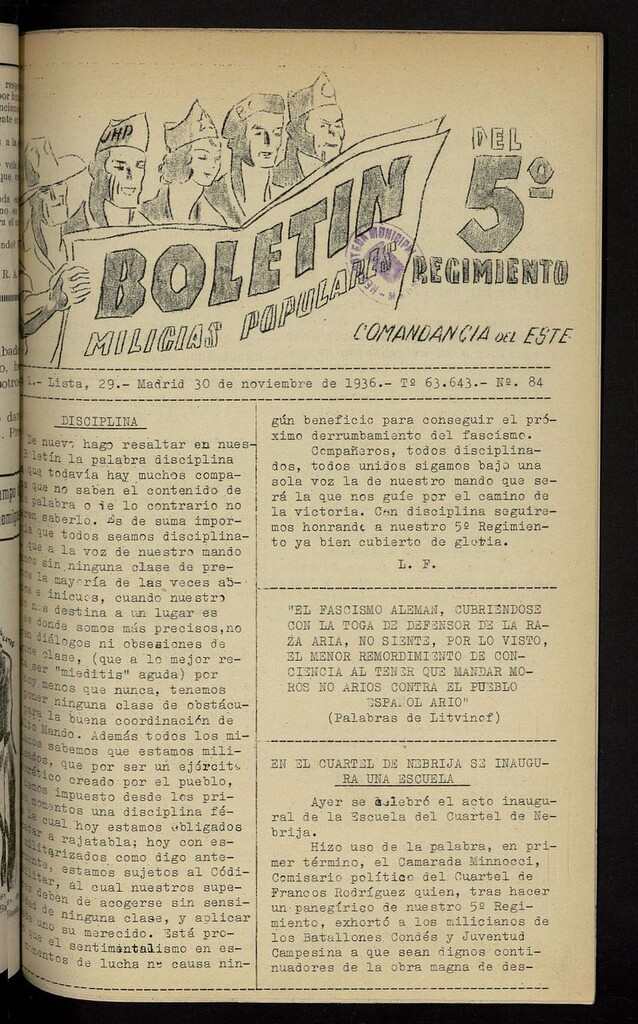 UHP
BOLETIN
MILICIAS POPULARES
DEL
5º
REGIMIENTO
COMANDANCIA DEL ESTE
Lista, 29.- Madrid 30 de noviembre de 1936.- Tº 63.643.- Nº. 84
DISCIPLINA
De nuevo hago resaltar en nues-
letín la palabra disciplina
que todavía hay muchos compa-
que no saben el contenido de
palabra o de lo contrario no
saberlo. Es de suma impor-
que todos seamos disciplina-
que a la voz de nuestro mando
sin ninguna clase de pre-
la mayoría de las veces ab-
e inicuos, cuando nuestro
nos destina a un lugar es
donde somos más precisos,no
diálogos ni obsesiones de
clase, (que a lo mejor re-
ser "mieditis" aguda) por
menos que nunca, tenemos
ninguna clase de obstácu-
la buena coordinación de
Mando. Además todos los mi-
sabemos que estamos mili-
que por ser un ejército
creado por el pueblo,
impuesto desde los pri-
momentos una disciplina fé-
cual hoy estamos obligados
a rajatabla; hoy con es-
como digo ante-
estamos sujetos al Códi-
al cual nuestros supe-
deben de acogerse sin sensi-
de ninguna clase, y aplicar
uno su merecido. Está pro-
que el sentimentalismo en es-
mentos de lucha no causa nin-
gún beneficio para conseguir el pró-
ximo derrumbamiento del fascismo.
Compañeros, todos disciplina-
dos, todos unidos sigamos bajo una
sola voz la de nuestro mando que se-
rá la que nos guíe por el camino de
la victoria. Con disciplina seguire-
mos honrando a nuestro 5º Regimien-
to ya bien cubierto de gloria.
L. F.
"EL FASCISMO ALEMAN, CUBRIENDOSE
CON LA TOGA DE DEFENSOR DE LA RA-
ZA ARIA, NO SIENTE, POR LO VISTO,
EL MENOR REMORDIMIENTO DE CON-
CIENCIA AL TENER QUE MANDAR MO-
ROS NO ARIOS CONTRA EL PUEBLO
ESPAÑOL ARIO"
(Palabras de Litvinof)
EN EL CUARTEL DE NEBRIJA SE INAUGU-
RA UNA ESCUELA
Ayer se celebró el acto inaugu-
ral de la Escuela del Cuartel de Ne-
brija.
Hizo uso de la palabra, en pri-
mer término, el Camarada Minnocci,
Comisario político del Cuartel de
Francos Rodríguez quien, tras hacer
un panegírico de nuestro 5º Regi-
miento, exhortó a los milicianos de
los Batallones Condés y Juventud
Campesina a que sean dignos conti-
nuadores de la obra magna de des-